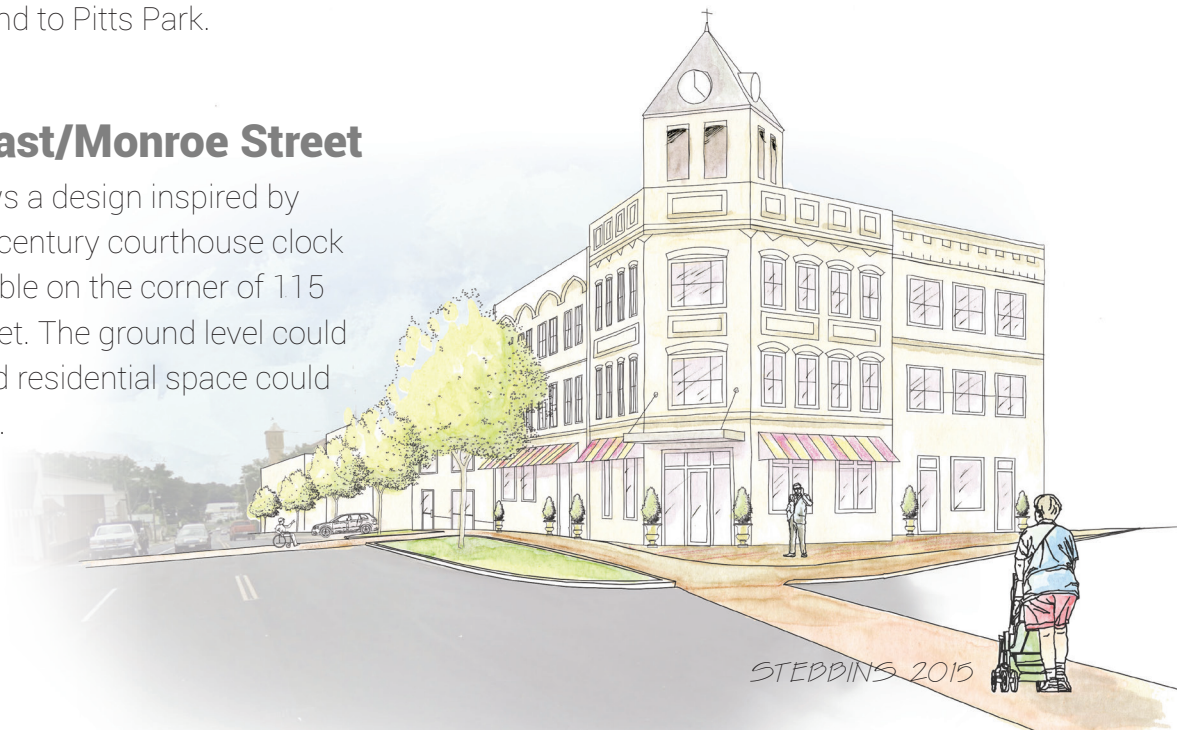 nd to Pitts Park.
ast/Monroe Street
s a design inspired by
century courthouse clock
ble on the corner of 115
et. The ground level could
d residential space could
.
STEBBINS 2015